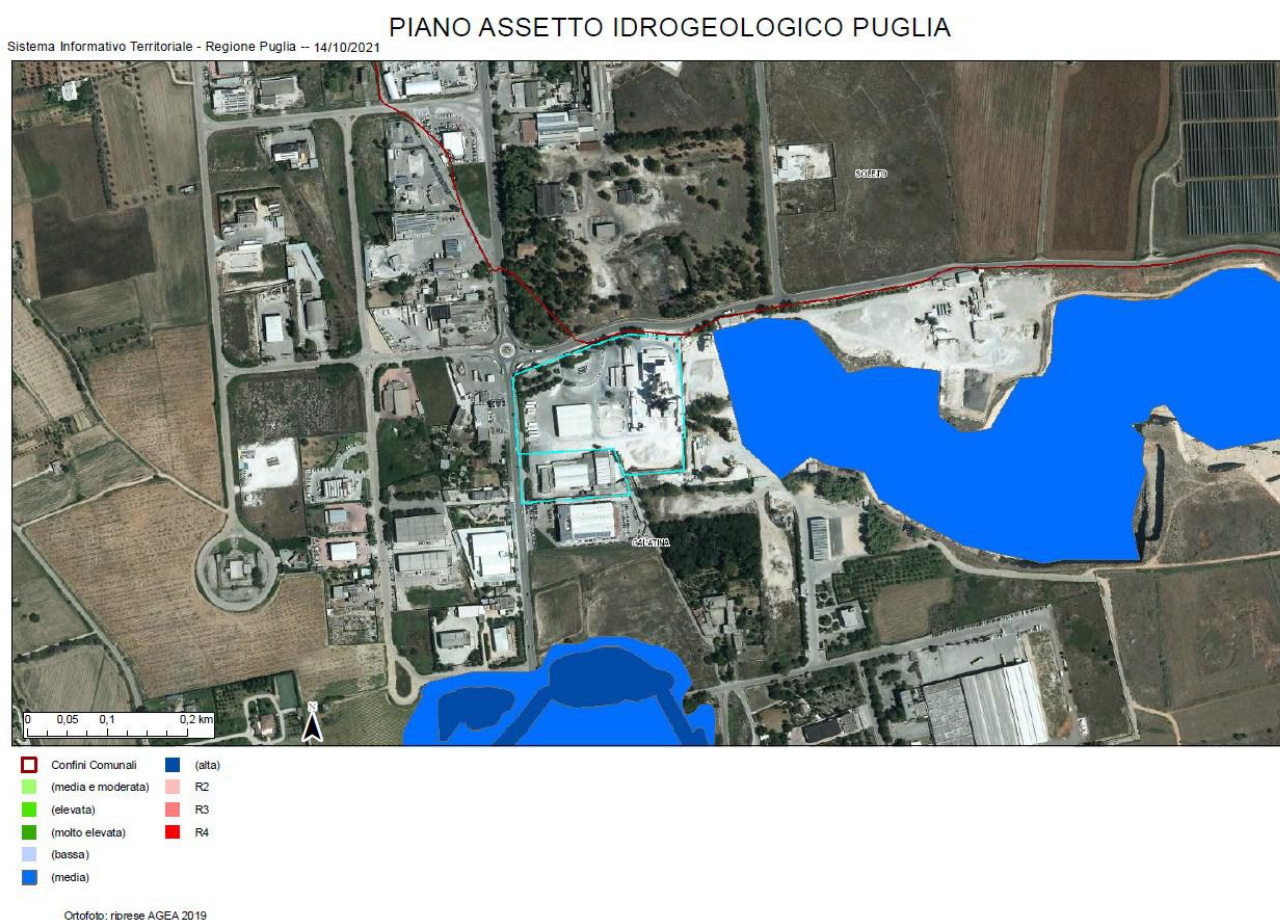 PIANO ASSETTO IDROGEOLOGICO PUGLIA
Sistema Informativo Territoriale - Regione Puglia -- 14/10/2021
SOLETO
GALATINA
0 0,05 0,1 0,2 km
N
Confini Comunali
(media e moderata)
(elevata)
(molto elevata)
(bassa)
(media)
(alta)
R2
R3
R4
Ortofoto: riprese AGEA 2019